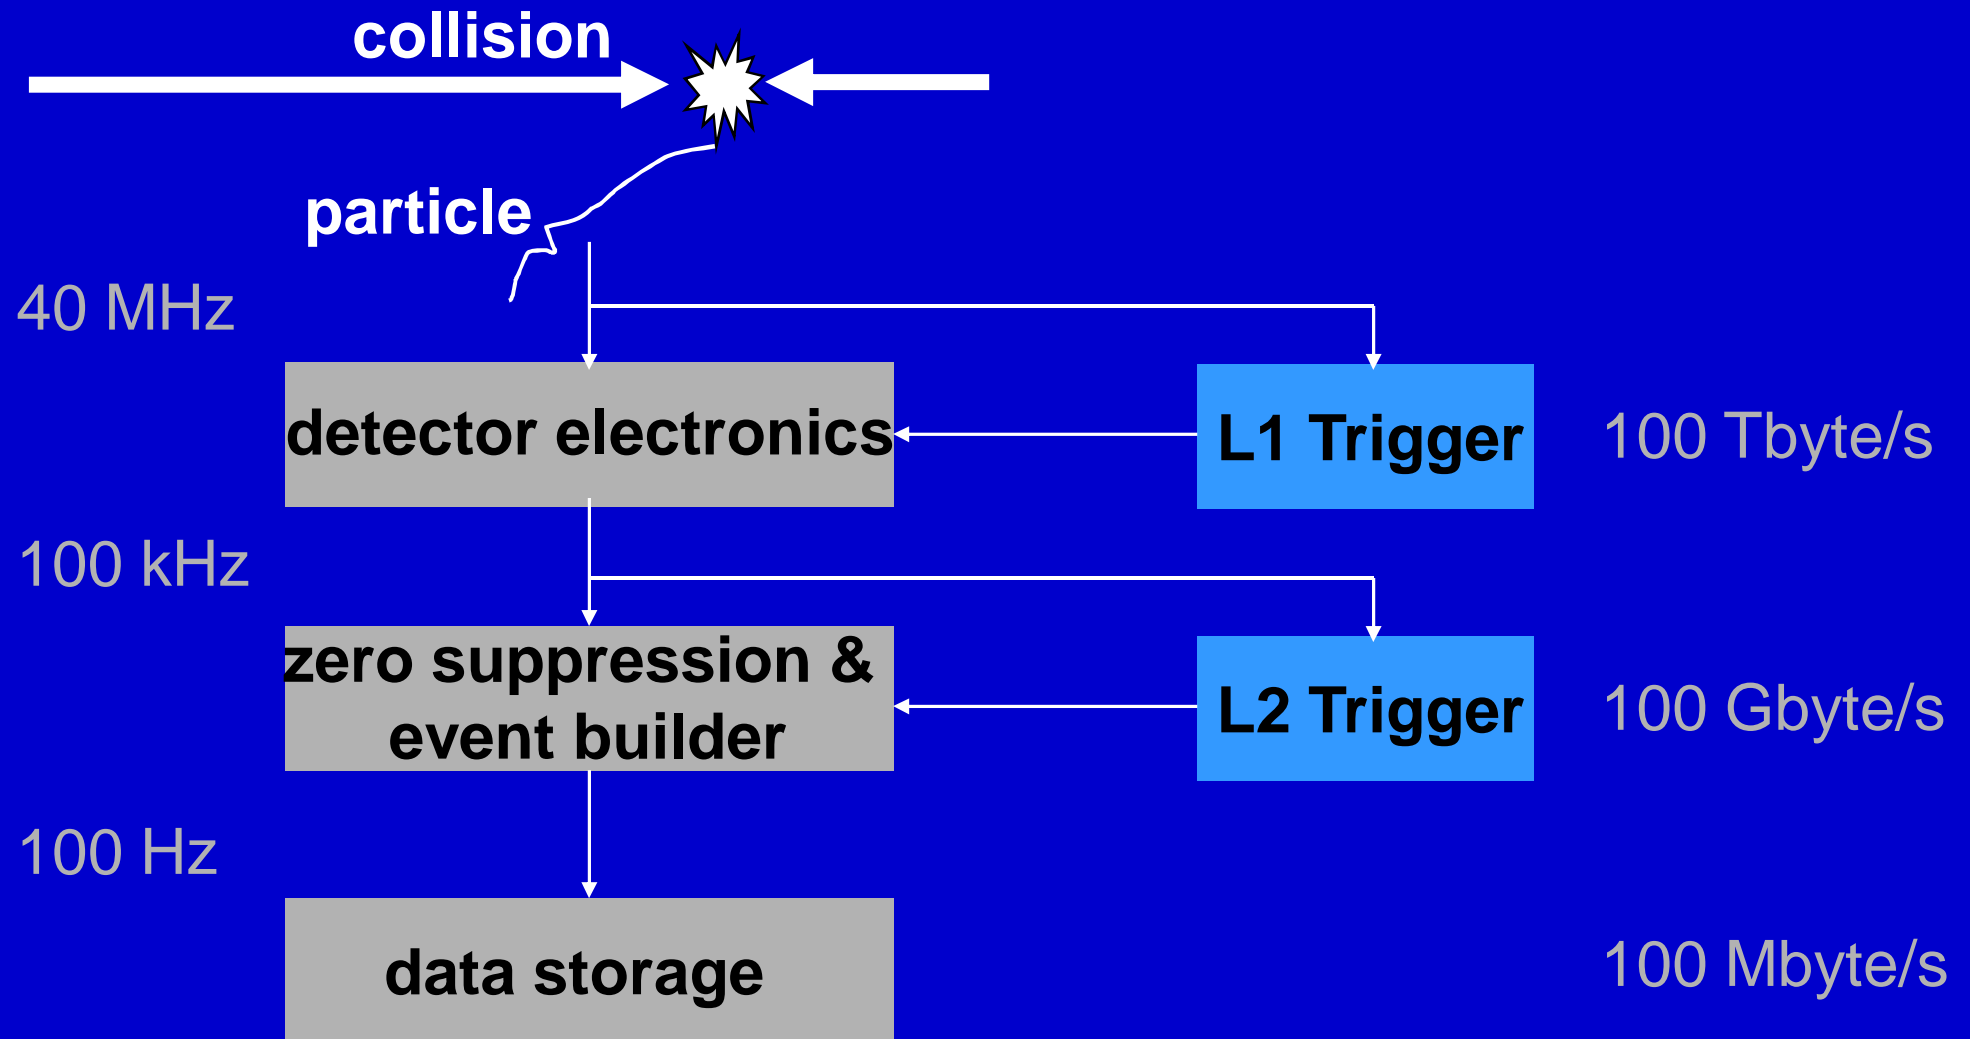 collision
particle
40 MHz
detector electronics
L1 Trigger
100 Tbyte/s
100 kHz
zero suppression &
event builder
L2 Trigger
100 Gbyte/s
100 Hz
data storage
100 Mbyte/s